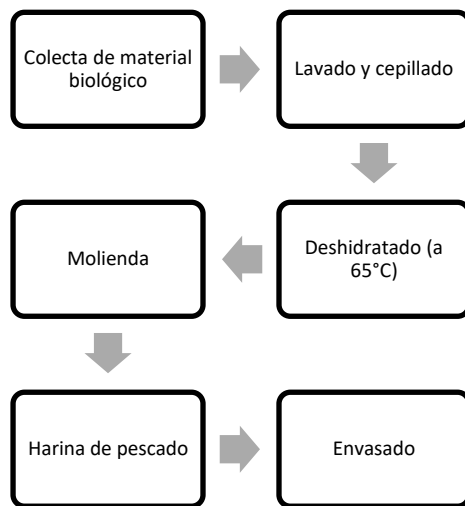 Colecta de material
biológico
Lavado y cepillado
Deshidratado (a
65°C)
Molienda
Harina de pescado
Envasado